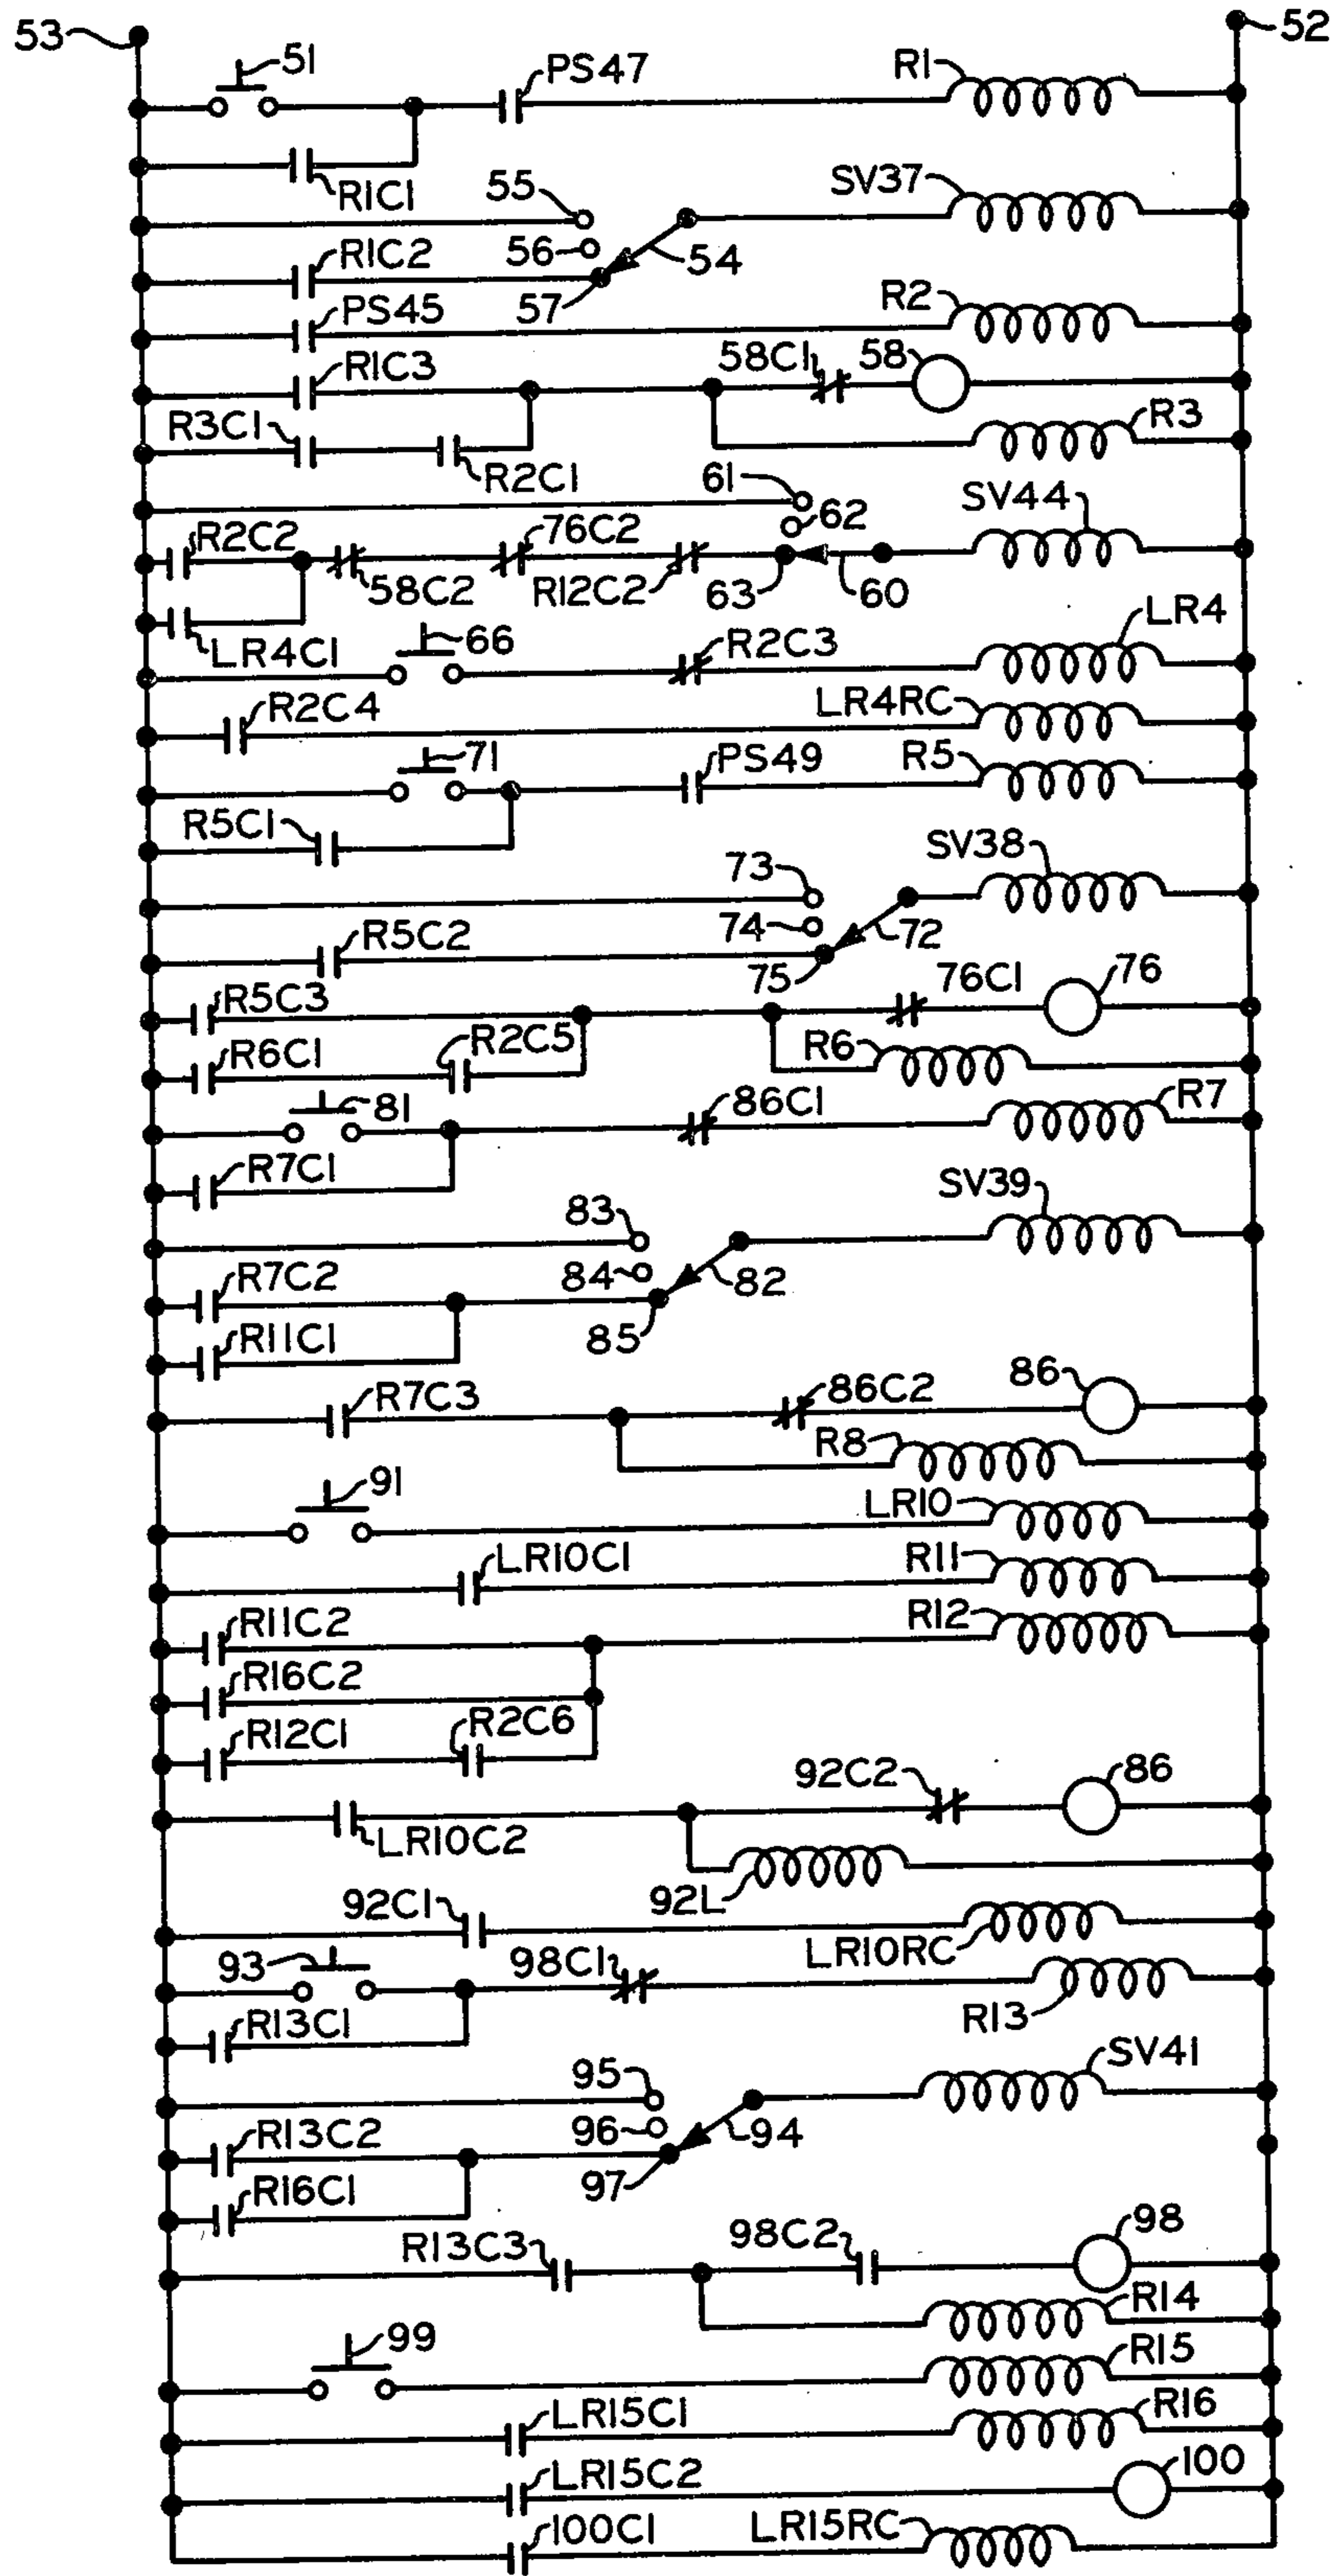 53
52
51
PS47
R1
R1C1
55
SV37
56
R1C2
54
57
PS45
R2
R1C3
58C1
58
R3C1
R2C1
R3
61
62
SV44
R2C2
58C2
76C2
R12C2
63
60
LR4C1
66
R2C3
LR4
R2C4
LR4RC
71
PS49
R5
R5C1
73
SV38
74
72
R5C2
75
76C1
76
R5C3
R6C1
R2C5
R6
81
86C1
R7
R7C1
83
SV39
84
82
R7C2
85
R11C1
R7C3
86C2
86
R8
91
LR10
LR10C1
R11
R11C2
R12
R16C2
R12C1
R2C6
92C2
86
LR10C2
92L
92C1
LR10RC
93
98C1
R13
R13C1
95
SV41
96
94
R13C2
97
R16C1
R13C3
98C2
98
R14
99
R15
LR15C1
R16
LR15C2
100
100C1
LR15RC